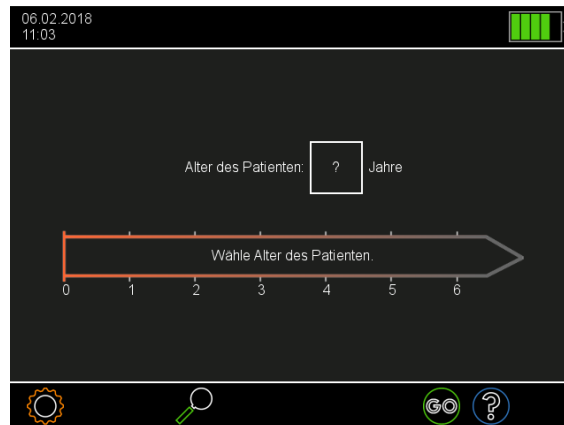 06.02.2018
11:03
Alter des Patienten: ? Jahre
Wähle Alter des Patienten.
0 1 2 3 4 5 6
GO ?